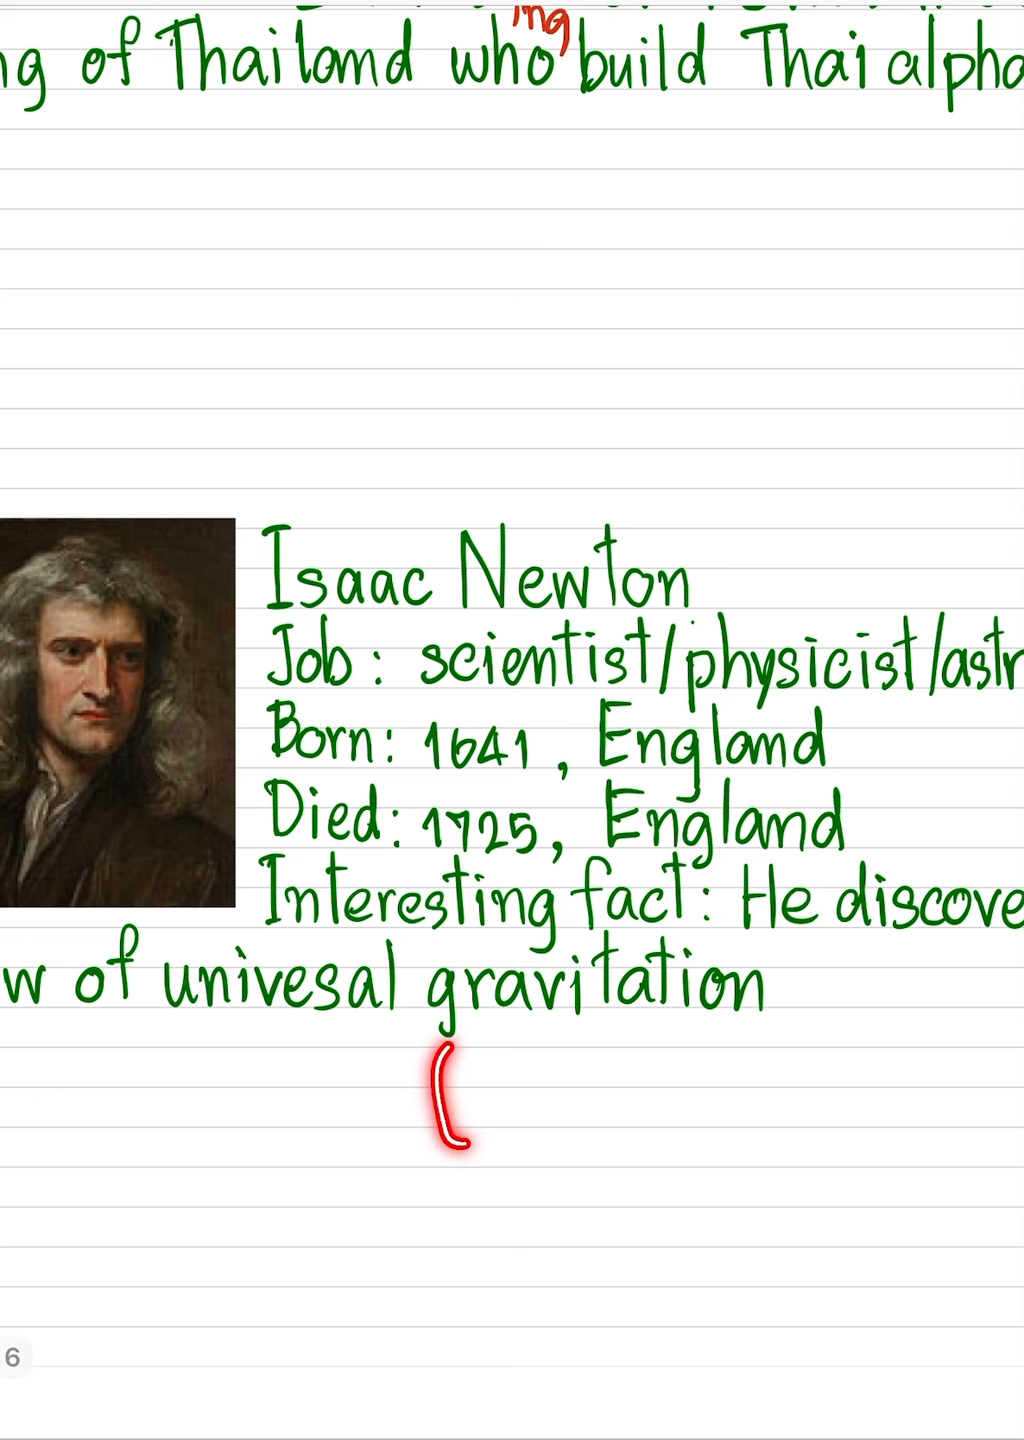 ing
ng of Thailand who build Thai alpha
Isaac Newton
Job: scientist/physicist/astr
Born: 1641, England
Died: 1725, England
Interesting fact: He discove
w of univesal gravitation
6